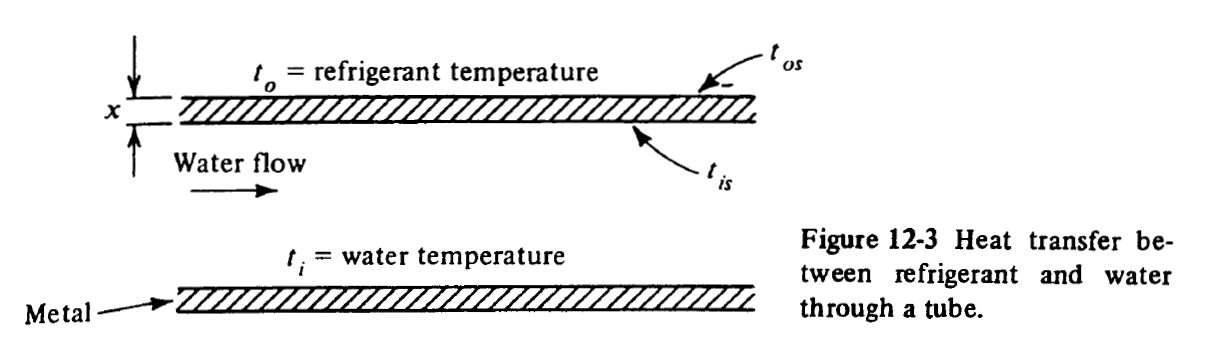 t_os
t_o = refrigerant temperature
x
Water flow
t_is
t_i = water temperature
Metal
Figure 12-3 Heat transfer be-
tween refrigerant and water
through a tube.